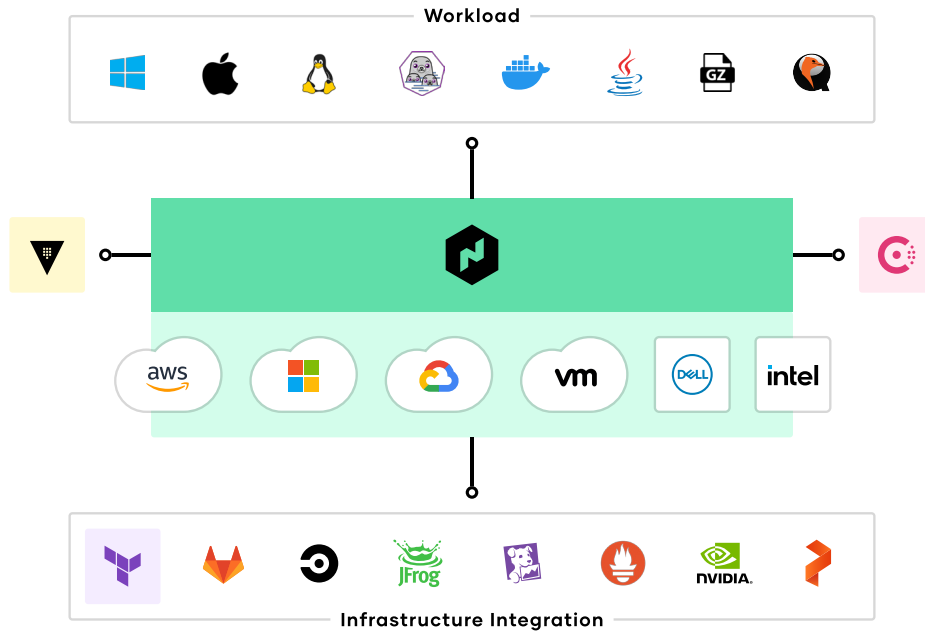 Workload
GZ
aws
vm
DELL
intel
JFrog
NVIDIA.
Infrastructure Integration